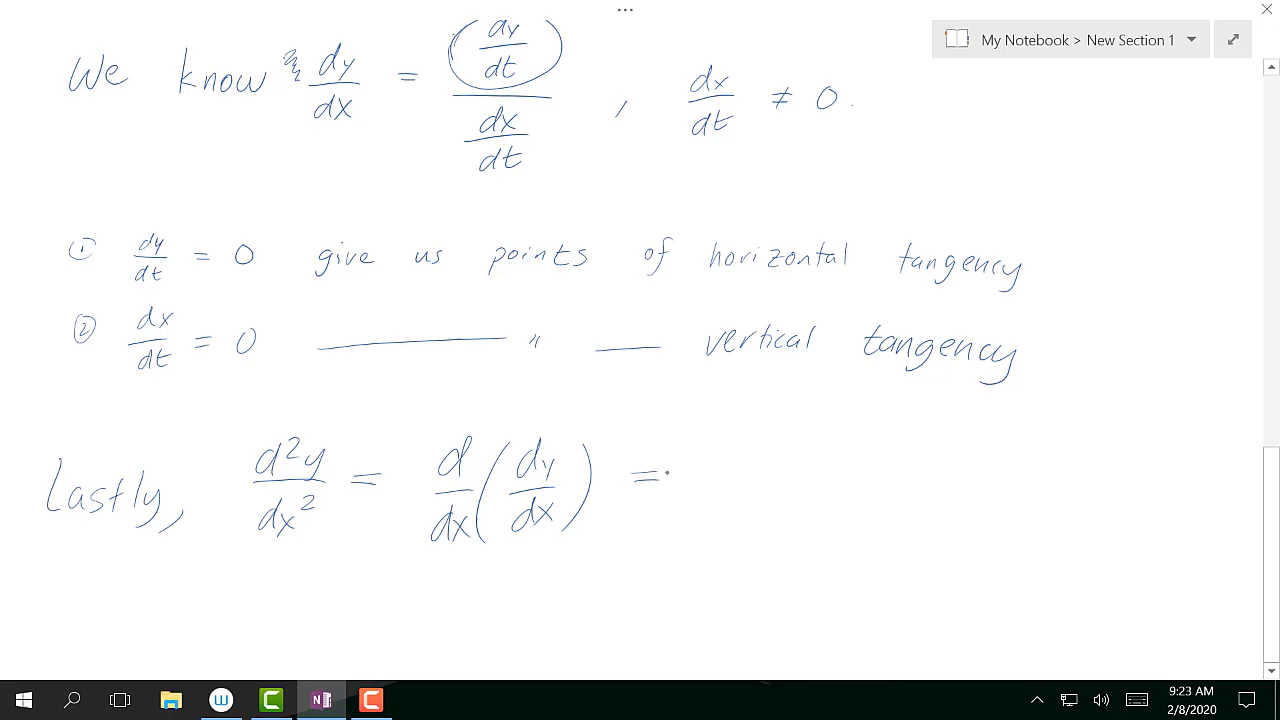 ...
My Notebook > New Section 1
We know dy/dx = (dy/dt)/(dx/dt) , dx/dt ≠ 0.
① dy/dt = 0 give us points of horizontal tangency
② dx/dt = 0 —— " —— vertical tangency
Lastly, d²y/dx² = d/dx (dy/dx) =
W
C
N
C
9:23 AM
2/8/2020